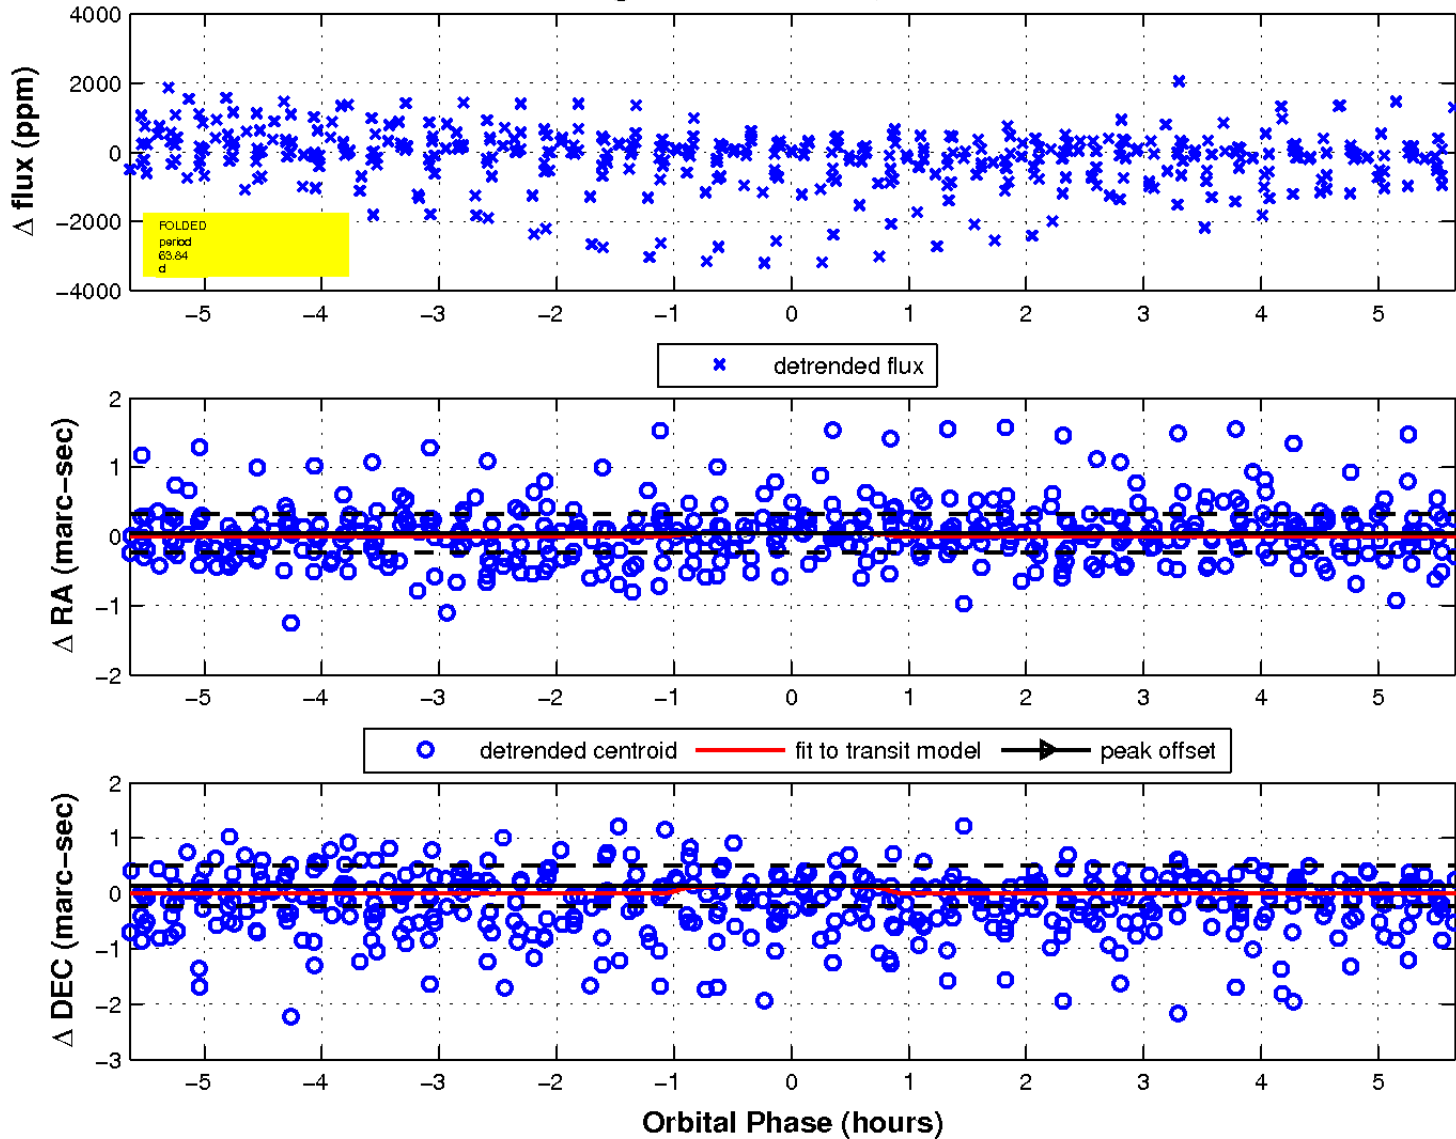 4000
2000
0
−2000
−4000
Δ flux (ppm)
FOLDED
period
63.84
d
−5 −4 −3 −2 −1 0 1 2 3 4 5
detrended flux
2
1
0
−1
−2
Δ RA (marc−sec)
−5 −4 −3 −2 −1 0 1 2 3 4 5
detrended centroid fit to transit model peak offset
2
1
0
−1
−2
−3
Δ DEC (marc−sec)
−5 −4 −3 −2 −1 0 1 2 3 4 5
Orbital Phase (hours)